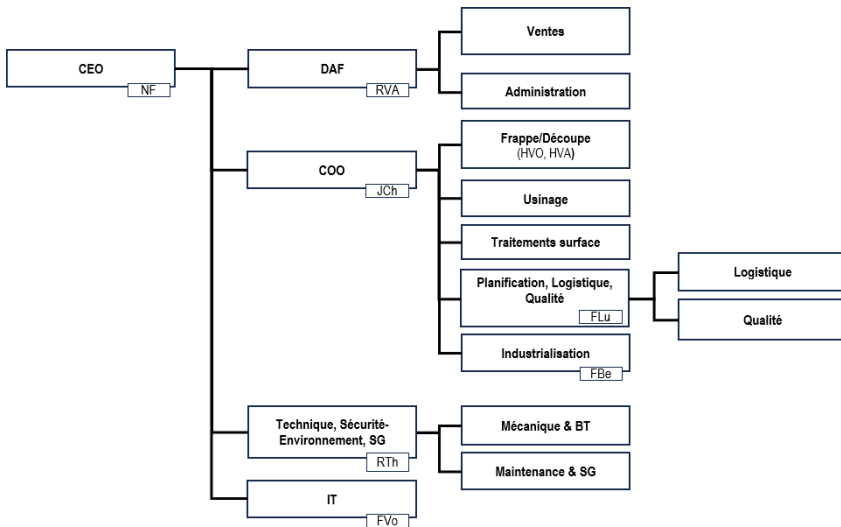 CEO
NF
DAF
RVA
Ventes
Administration
COO
JCh
Frappe/Découpe
(HVO, HVA)
Usinage
Traitements surface
Planification, Logistique,
Qualité
FLu
Logistique
Qualité
Industrialisation
FBe
Technique, Sécurité-
Environnement, SG
RTh
Mécanique & BT
Maintenance & SG
IT
FVo